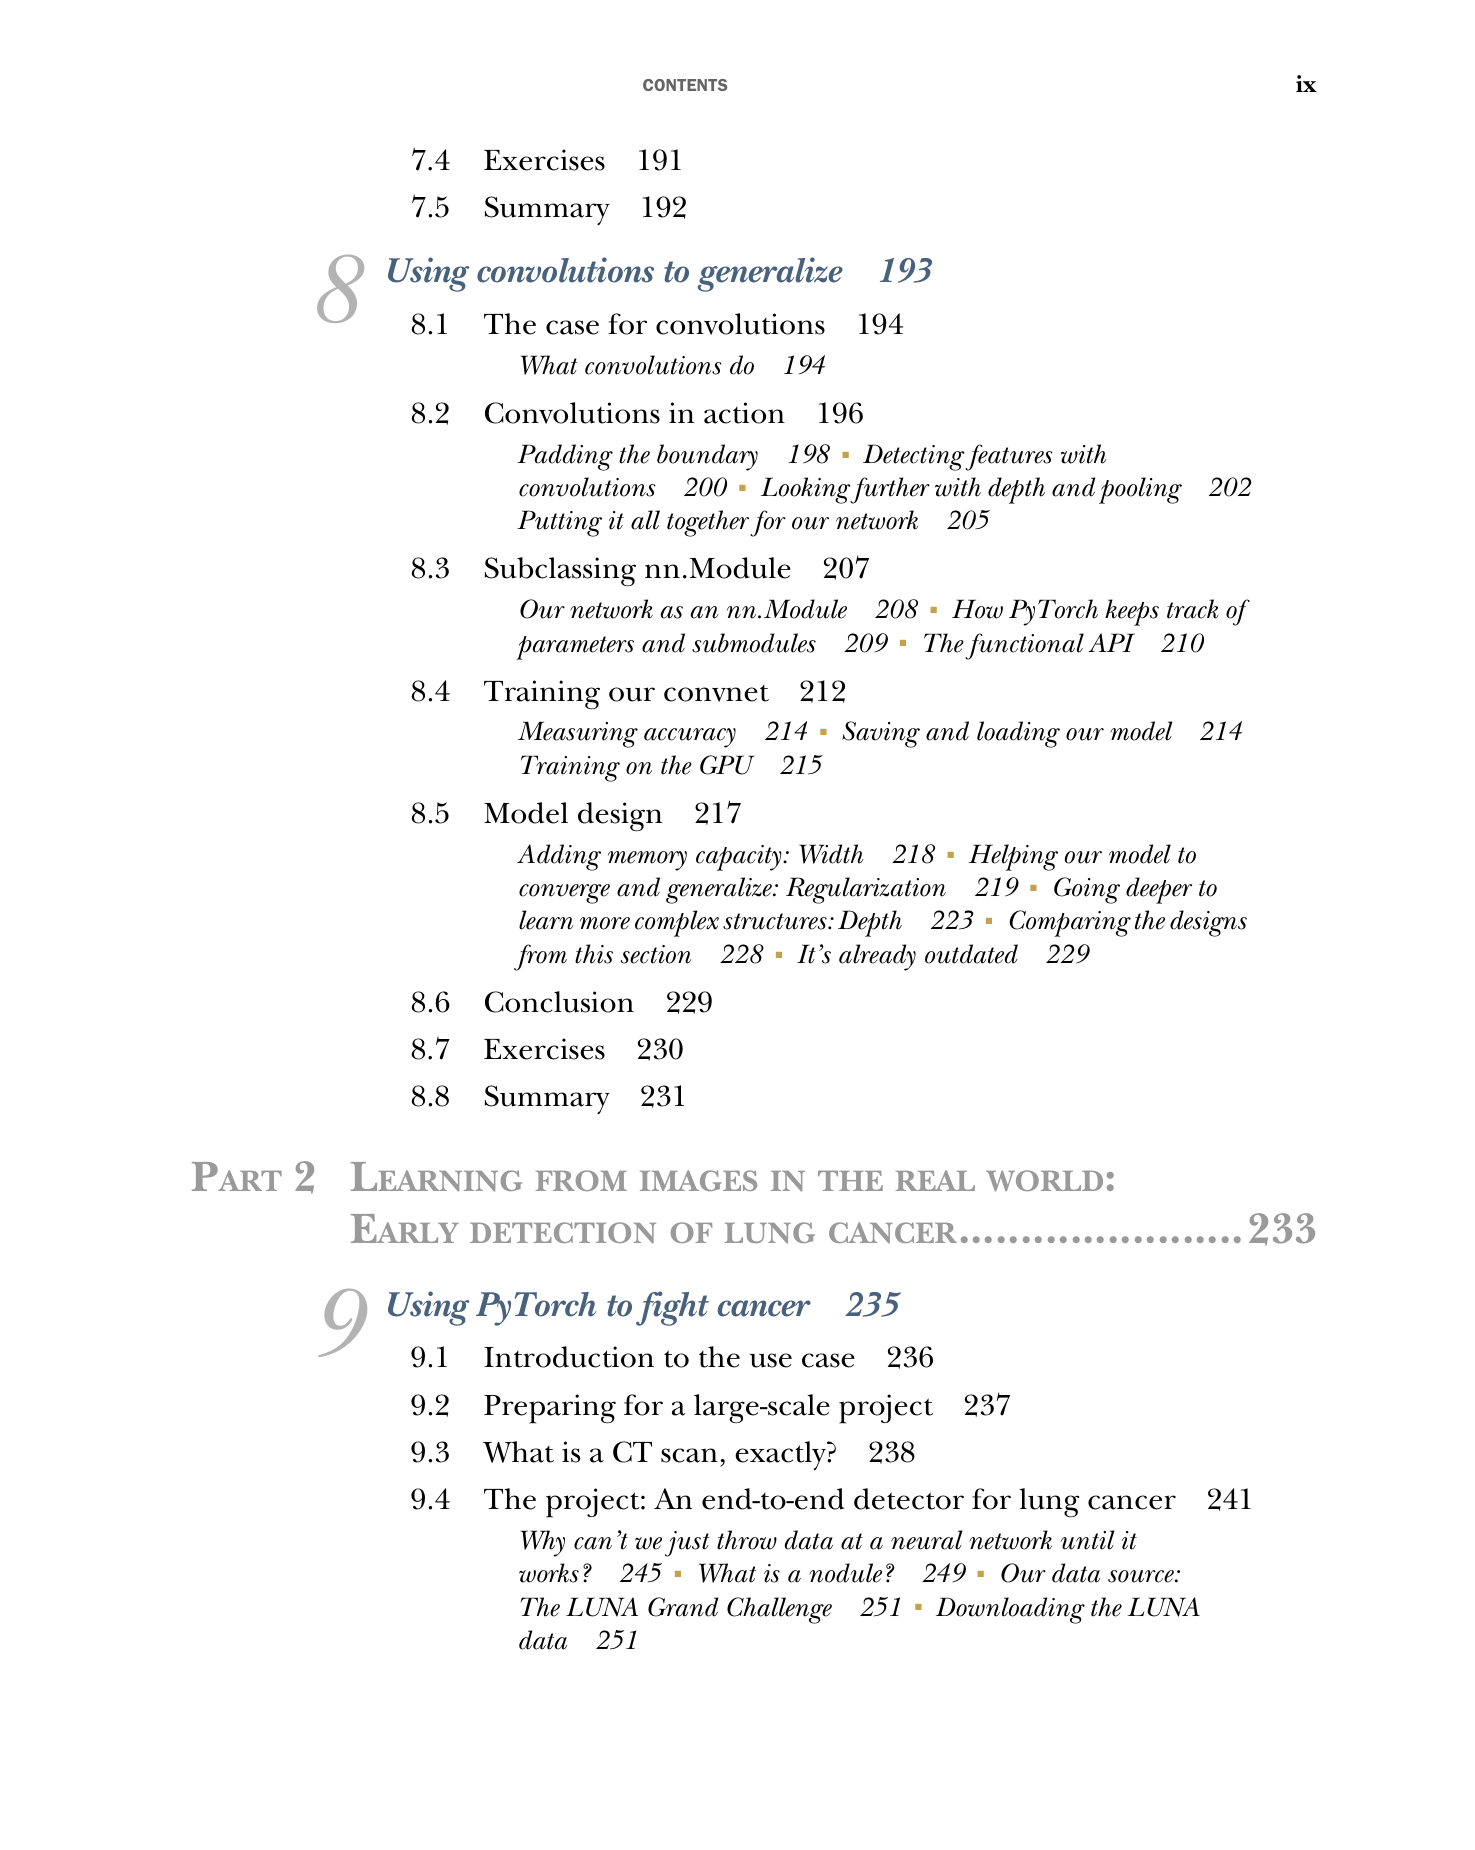 CONTENTS ix
7.4 Exercises 191
7.5 Summary 192
8 Using convolutions to generalize 193
8.1 The case for convolutions 194
What convolutions do 194
8.2 Convolutions in action 196
Padding the boundary 198 ▪ Detecting features with
convolutions 200 ▪ Looking further with depth and pooling 202
Putting it all together for our network 205
8.3 Subclassing nn.Module 207
Our network as an nn.Module 208 ▪ How PyTorch keeps track of
parameters and submodules 209 ▪ The functional API 210
8.4 Training our convnet 212
Measuring accuracy 214 ▪ Saving and loading our model 214
Training on the GPU 215
8.5 Model design 217
Adding memory capacity: Width 218 ▪ Helping our model to
converge and generalize: Regularization 219 ▪ Going deeper to
learn more complex structures: Depth 223 ▪ Comparing the designs
from this section 228 ▪ It's already outdated 229
8.6 Conclusion 229
8.7 Exercises 230
8.8 Summary 231
PART 2 LEARNING FROM IMAGES IN THE REAL WORLD:
EARLY DETECTION OF LUNG CANCER.......................233
9 Using PyTorch to fight cancer 235
9.1 Introduction to the use case 236
9.2 Preparing for a large-scale project 237
9.3 What is a CT scan, exactly? 238
9.4 The project: An end-to-end detector for lung cancer 241
Why can't we just throw data at a neural network until it
works? 245 ▪ What is a nodule? 249 ▪ Our data source:
The LUNA Grand Challenge 251 ▪ Downloading the LUNA
data 251